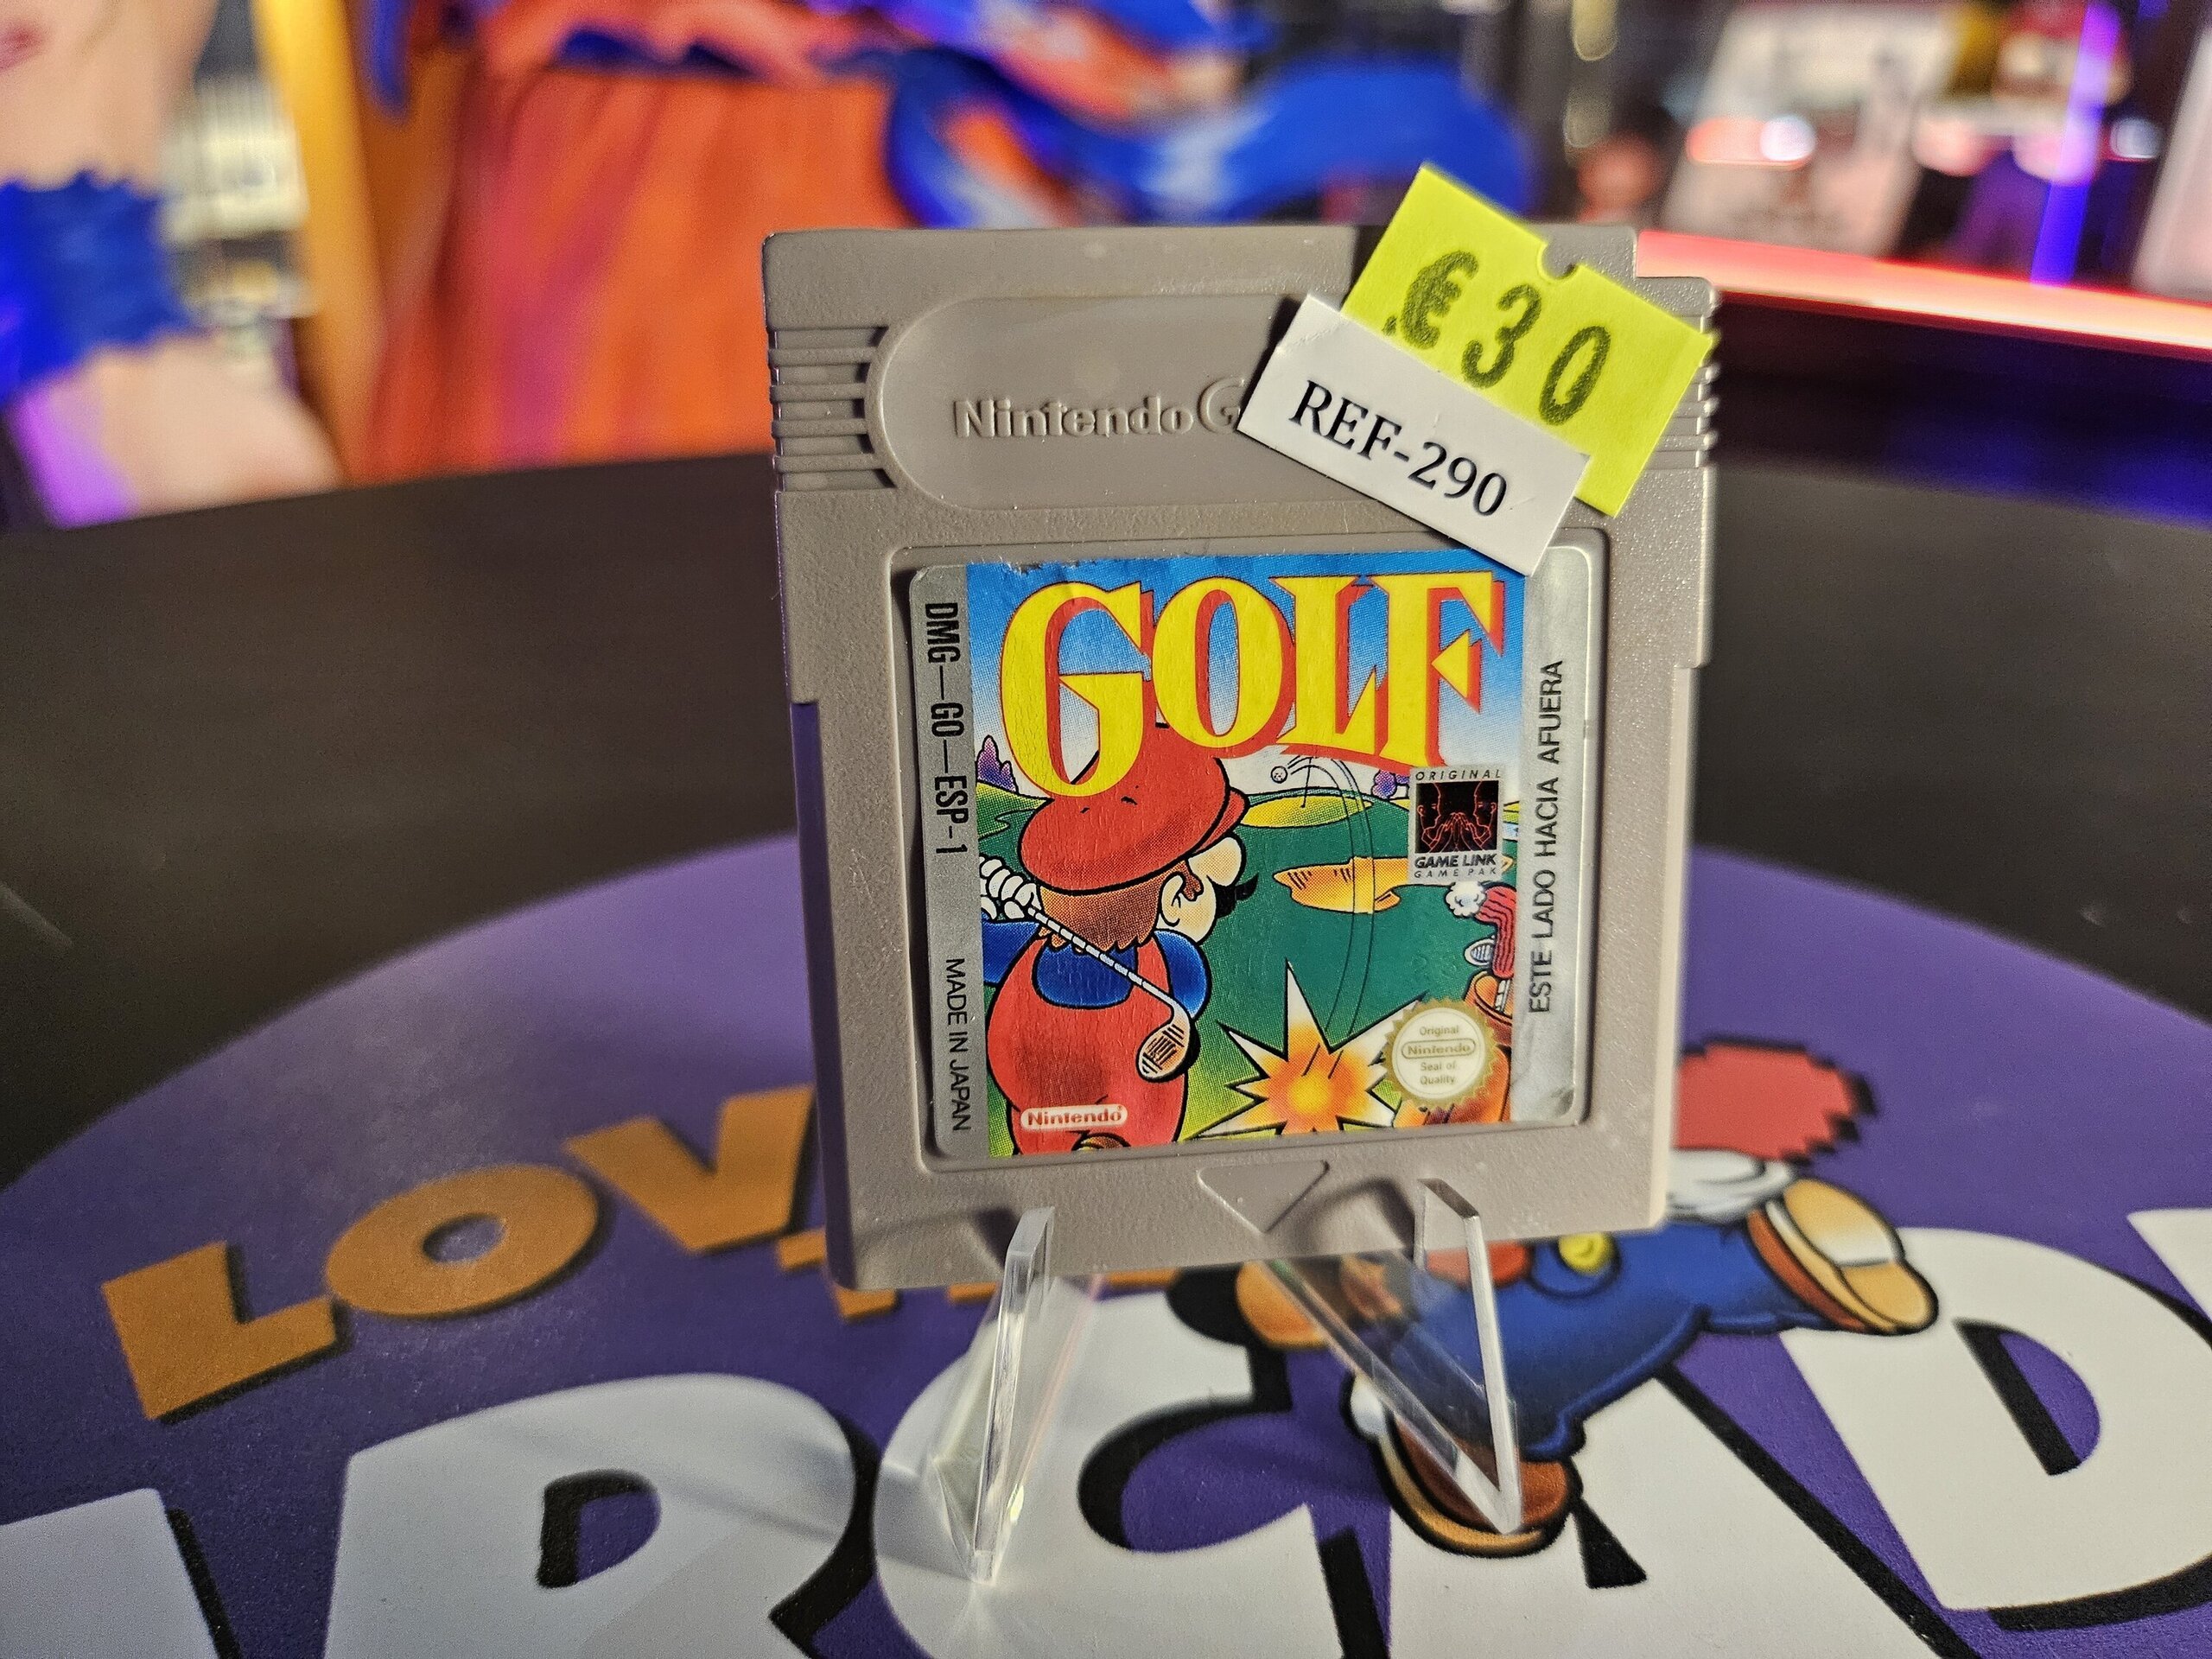 €30
REF-290
Nintendo G
GOLF
DMG-GO-ESP-1
MADE IN JAPAN
ORIGINAL
GAME LINK
GAME PAK
ESTE LADO HACIA AFUERA
Original
Nintendo
Seal of
Quality
Nintendo
LOV